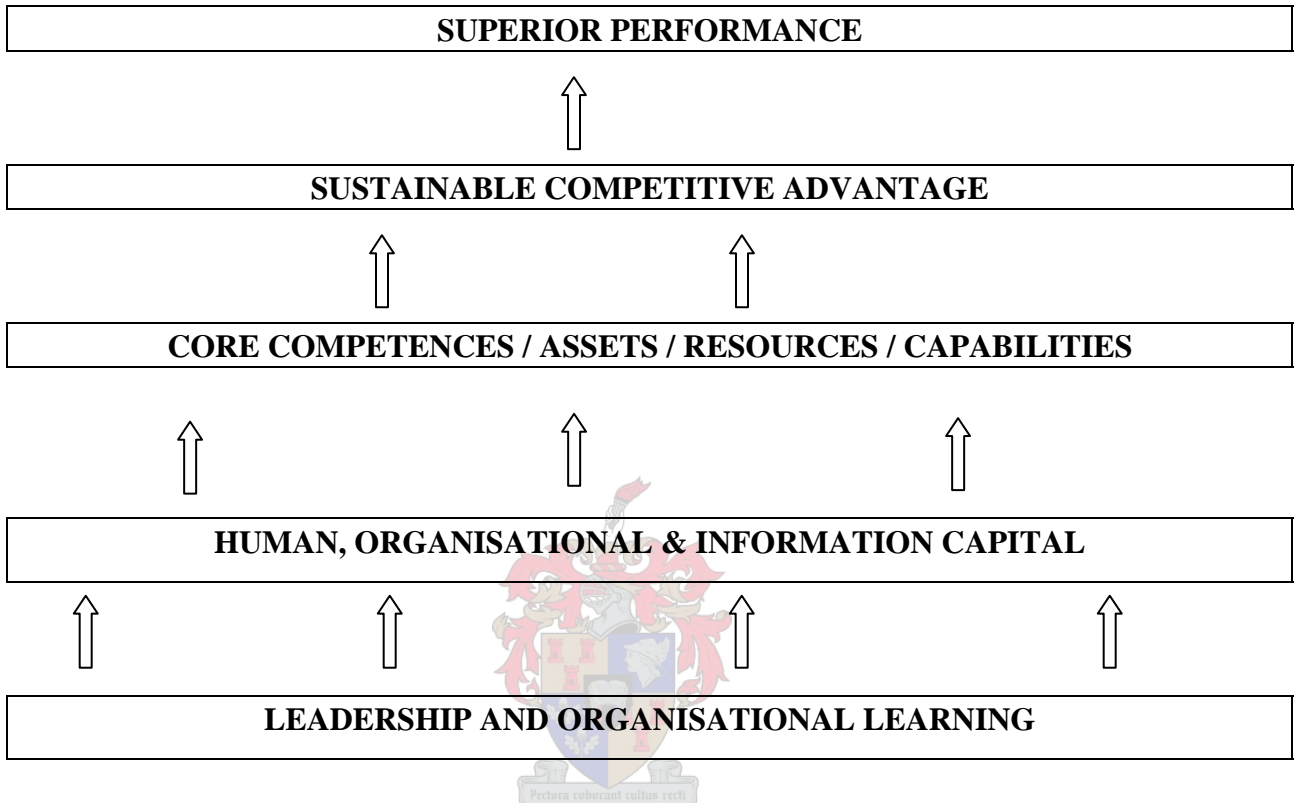 SUPERIOR PERFORMANCE
SUSTAINABLE COMPETITIVE ADVANTAGE
CORE COMPETENCES / ASSETS / RESOURCES / CAPABILITIES
HUMAN, ORGANISATIONAL & INFORMATION CAPITAL
LEADERSHIP AND ORGANISATIONAL LEARNING
Pectora roborant cultus recti